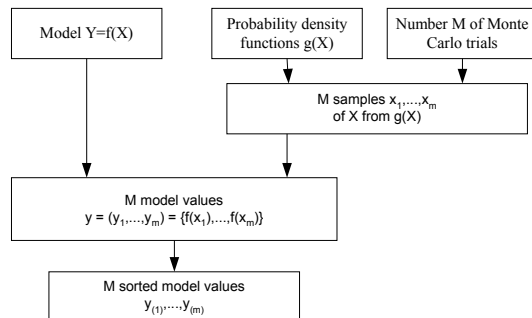 Model Y=f(X)
Probability density
functions g(X)
Number M of Monte
Carlo trials
M samples x₁,...,xₘ
of X from g(X)
M model values
y = (y₁,...,yₘ) = {f(x₁),...,f(xₘ)}
M sorted model values
y₍₁₎,...,y₍ₘ₎